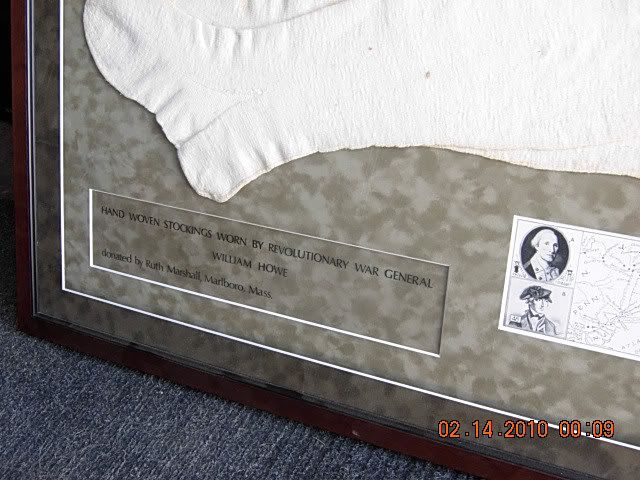 HAND WOVEN STOCKINGS WORN BY REVOLUTIONARY WAR GENERAL
WILLIAM HOWE
donated by Ruth Marshall, Marlboro, Mass.
A
B
02.14.2010 00:09